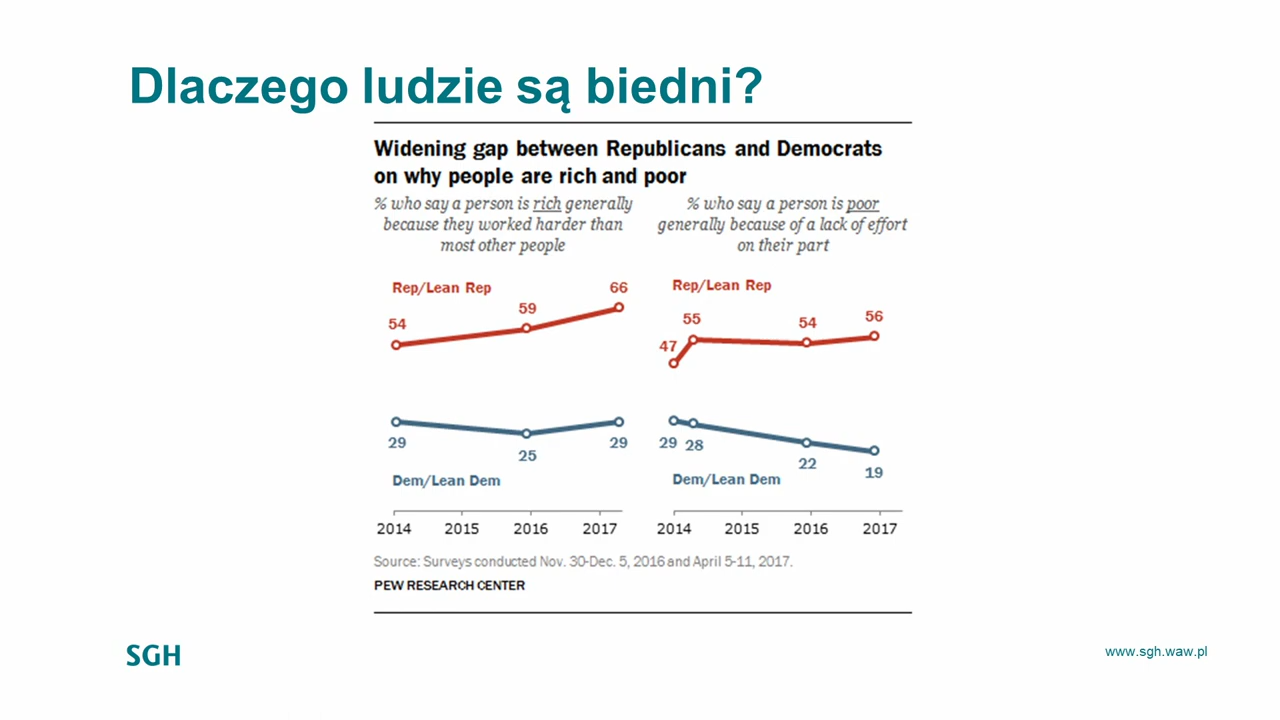 Dlaczego ludzie są biedni?
Widening gap between Republicans and Democrats
on why people are rich and poor
% who say a person is rich generally
because they worked harder than
most other people
Rep/Lean Rep
54
59
66
29
25
29
Dem/Lean Dem
2014 2015 2016 2017
% who say a person is poor
generally because of a lack of effort
on their part
Rep/Lean Rep
47
55
54
56
29
28
22
19
Dem/Lean Dem
2014 2015 2016 2017
Source: Surveys conducted Nov. 30-Dec. 5, 2016 and April 5-11, 2017.
PEW RESEARCH CENTER
SGH
www.sgh.waw.pl